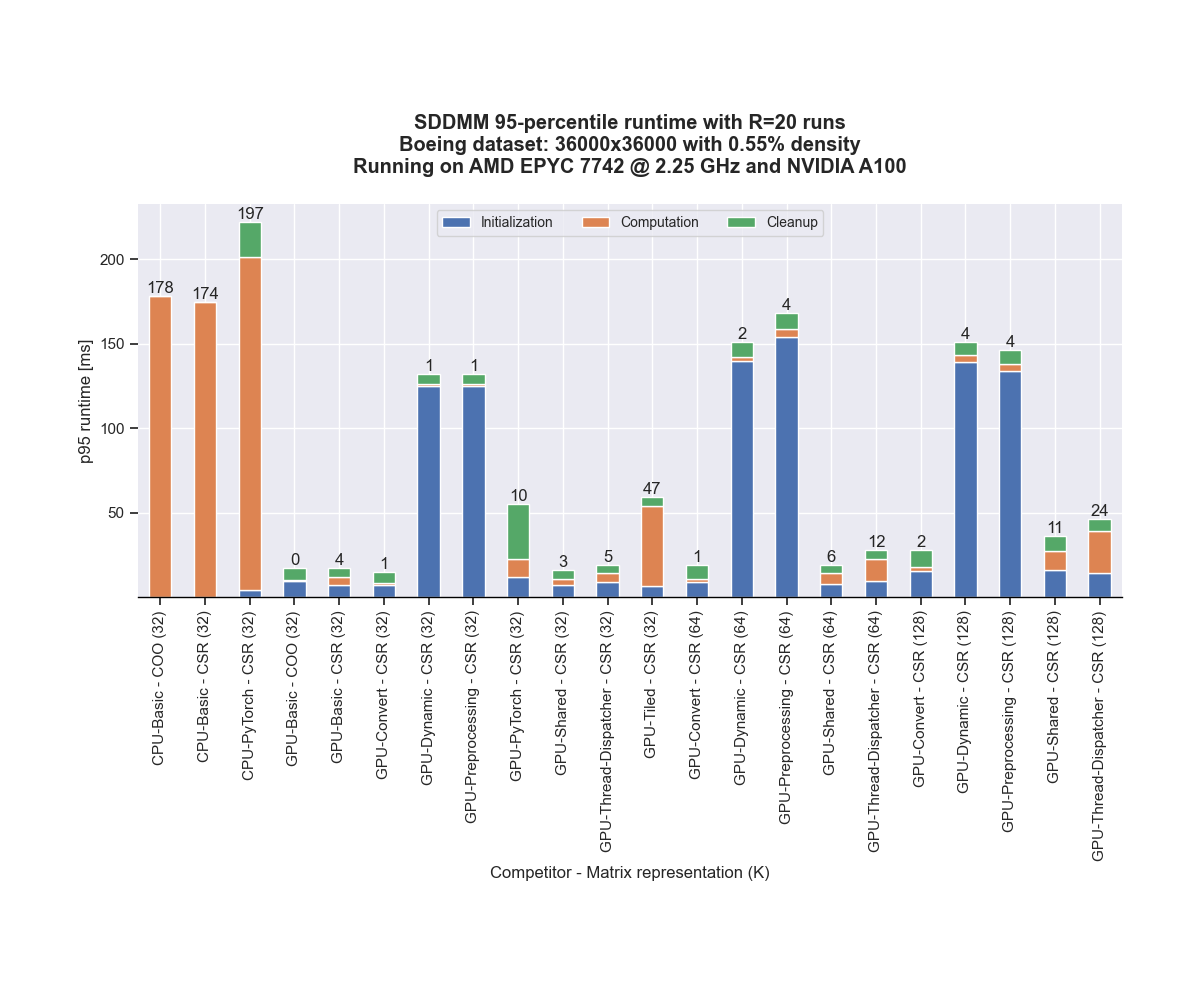 SDDMM 95-percentile runtime with R=20 runs
Boeing dataset: 36000x36000 with 0.55% density
Running on AMD EPYC 7742 @ 2.25 GHz and NVIDIA A100
Initialization
Computation
Cleanup
p95 runtime [ms]
200
150
100
50
178
174
197
0
4
1
1
1
10
3
5
47
1
2
4
6
12
2
4
4
11
24
CPU-Basic - COO (32)
CPU-Basic - CSR (32)
CPU-PyTorch - CSR (32)
GPU-Basic - COO (32)
GPU-Basic - CSR (32)
GPU-Convert - CSR (32)
GPU-Dynamic - CSR (32)
GPU-Preprocessing - CSR (32)
GPU-PyTorch - CSR (32)
GPU-Shared - CSR (32)
GPU-Thread-Dispatcher - CSR (32)
GPU-Tiled - CSR (32)
GPU-Convert - CSR (64)
GPU-Dynamic - CSR (64)
GPU-Preprocessing - CSR (64)
GPU-Shared - CSR (64)
GPU-Thread-Dispatcher - CSR (64)
GPU-Convert - CSR (128)
GPU-Dynamic - CSR (128)
GPU-Preprocessing - CSR (128)
GPU-Shared - CSR (128)
GPU-Thread-Dispatcher - CSR (128)
Competitor - Matrix representation (K)